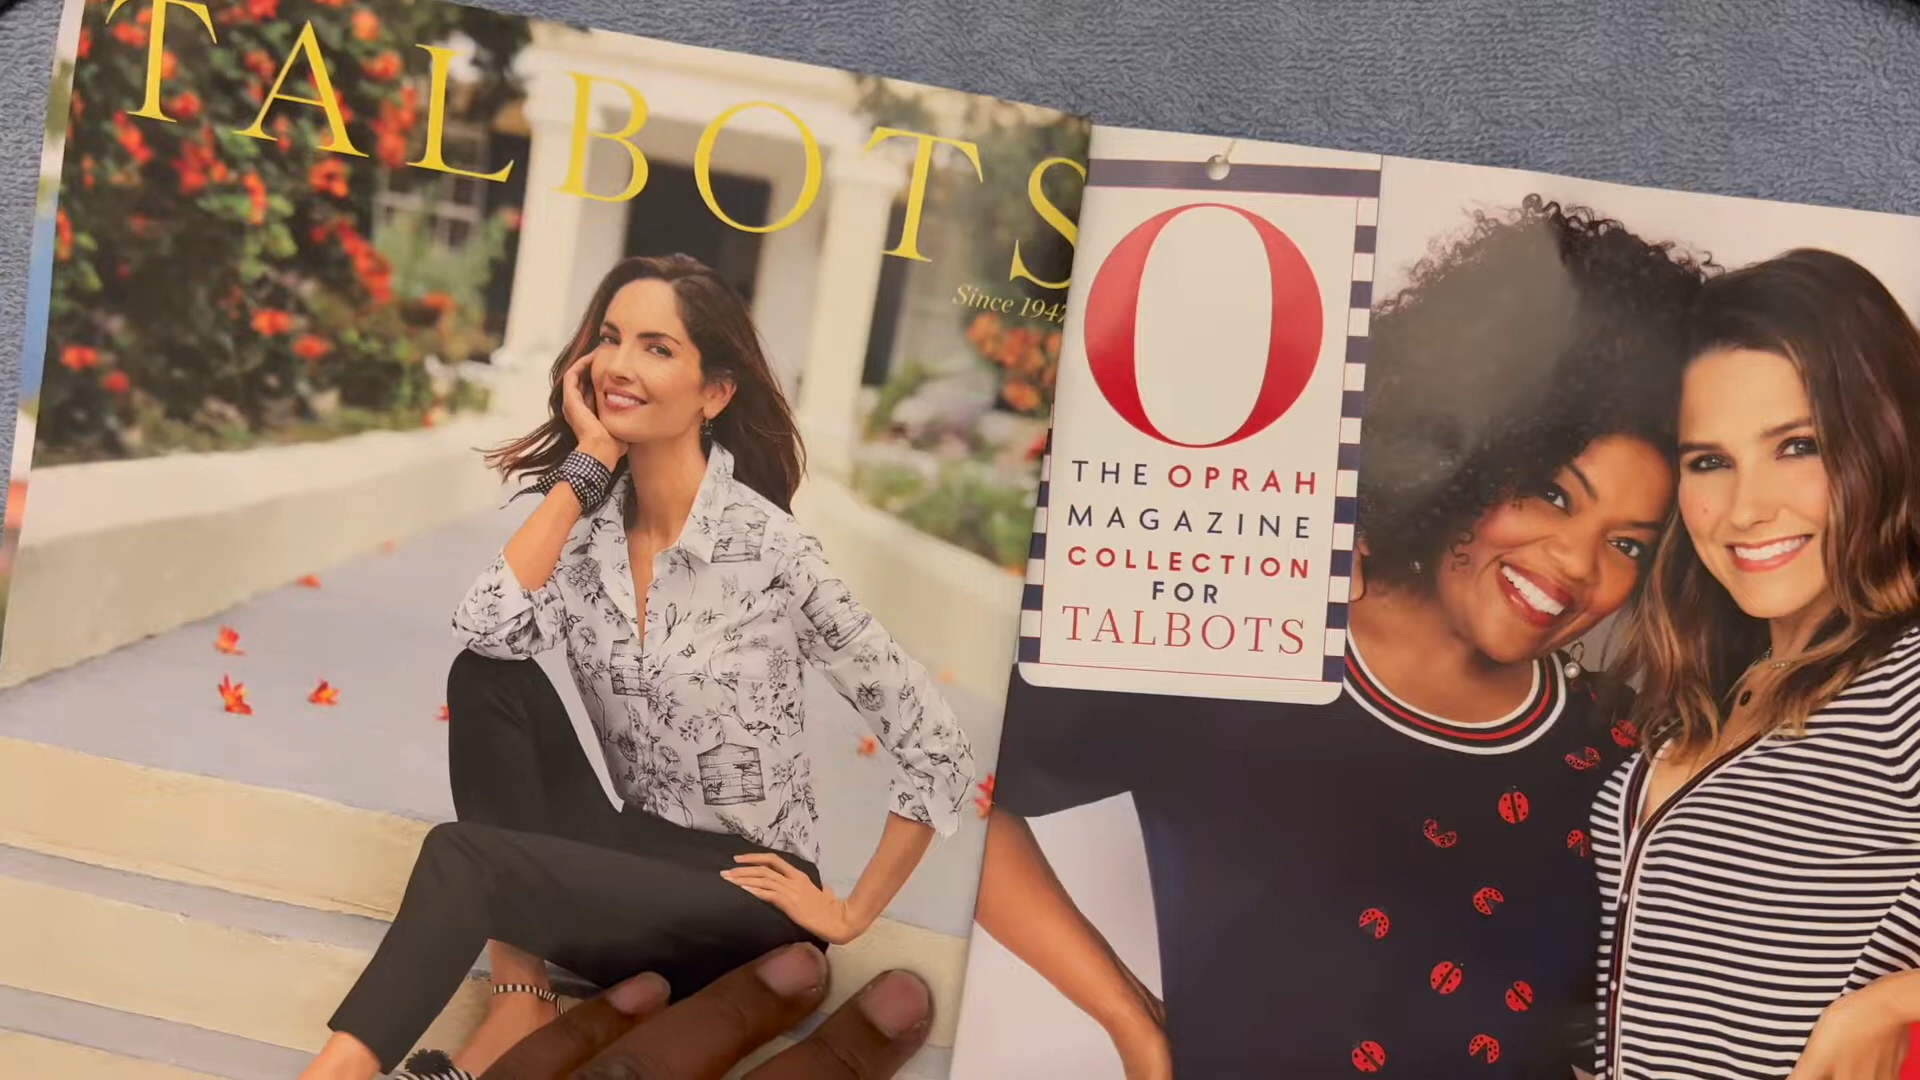 TALBOTS
Since 1947
O
THE OPRAH
MAGAZINE
COLLECTION
FOR
TALBOTS